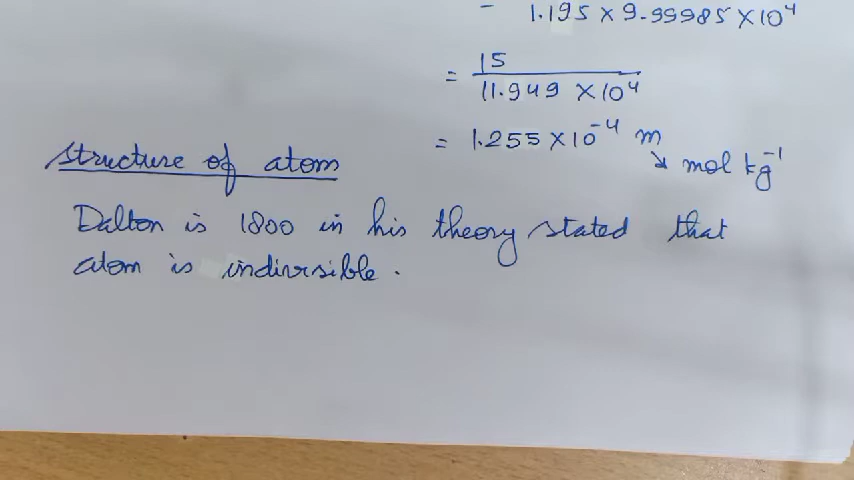 - 1.195 × 9.99985 × 10⁴
= 15
11.949 × 10⁴
= 1.255 × 10⁻⁴ m
↘ mol kg⁻¹
Structure of atom
Dalton is 1800 in his theory stated that
atom is indivisible.